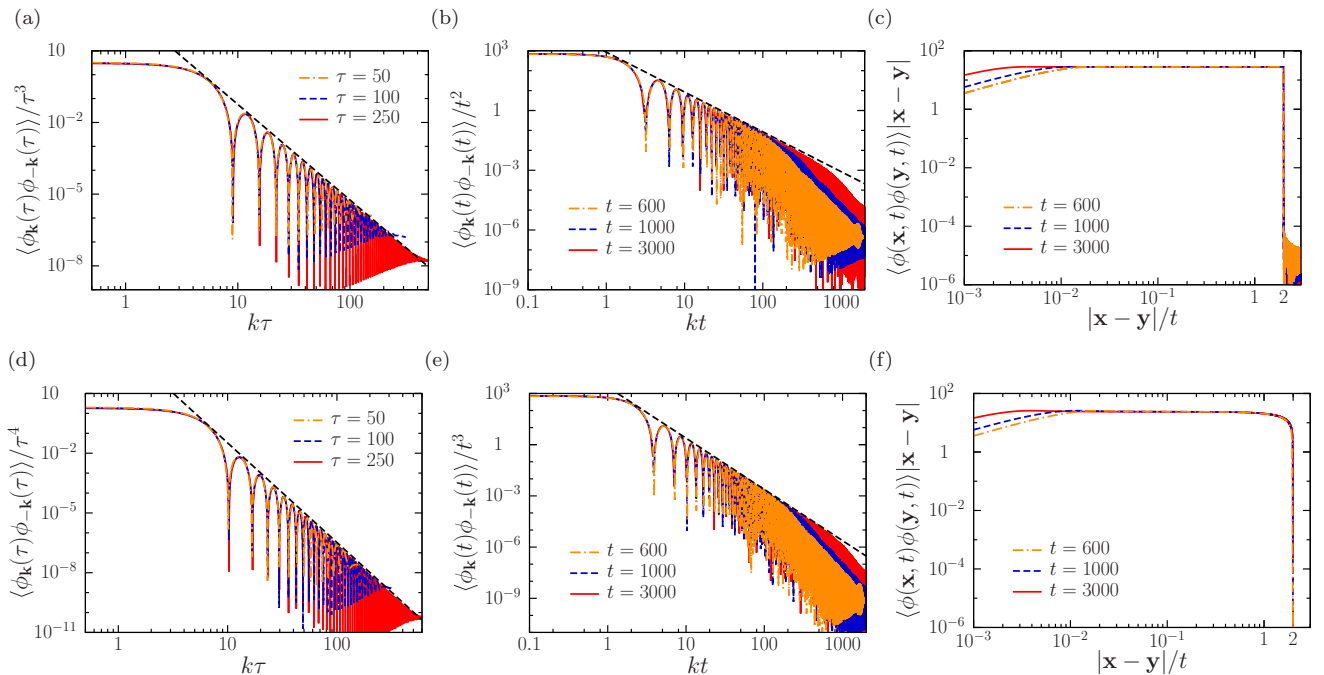 (a)
⟨ϕ_k(τ)ϕ_{−k}(τ)⟩/τ^3
10
10^{−2}
10^{−5}
10^{−8}
τ = 50
τ = 100
τ = 250
1 10 100
kτ
(b)
⟨ϕ_k(t)ϕ_{−k}(t)⟩/t^2
10^3
1
10^{−3}
10^{−6}
10^{−9}
t = 600
t = 1000
t = 3000
0.1 1 10 100 1000
kt
(c)
⟨ϕ(x, t)ϕ(y, t)⟩|x − y|
10^2
1
10^{−2}
10^{−4}
10^{−6}
t = 600
t = 1000
t = 3000
10^{−3} 10^{−2} 10^{−1} 1 2
|x − y|/t
(d)
⟨ϕ_k(τ)ϕ_{−k}(τ)⟩/τ^4
10
10^{−2}
10^{−5}
10^{−8}
10^{−11}
τ = 50
τ = 100
τ = 250
1 10 100
kτ
(e)
⟨ϕ_k(t)ϕ_{−k}(t)⟩/t^3
10^3
1
10^{−3}
10^{−6}
10^{−9}
t = 600
t = 1000
t = 3000
0.1 1 10 100 1000
kt
(f)
⟨ϕ(x, t)ϕ(y, t)⟩|x − y|
10^2
1
10^{−2}
10^{−4}
10^{−6}
t = 600
t = 1000
t = 3000
10^{−3} 10^{−2} 10^{−1} 1 2
|x − y|/t